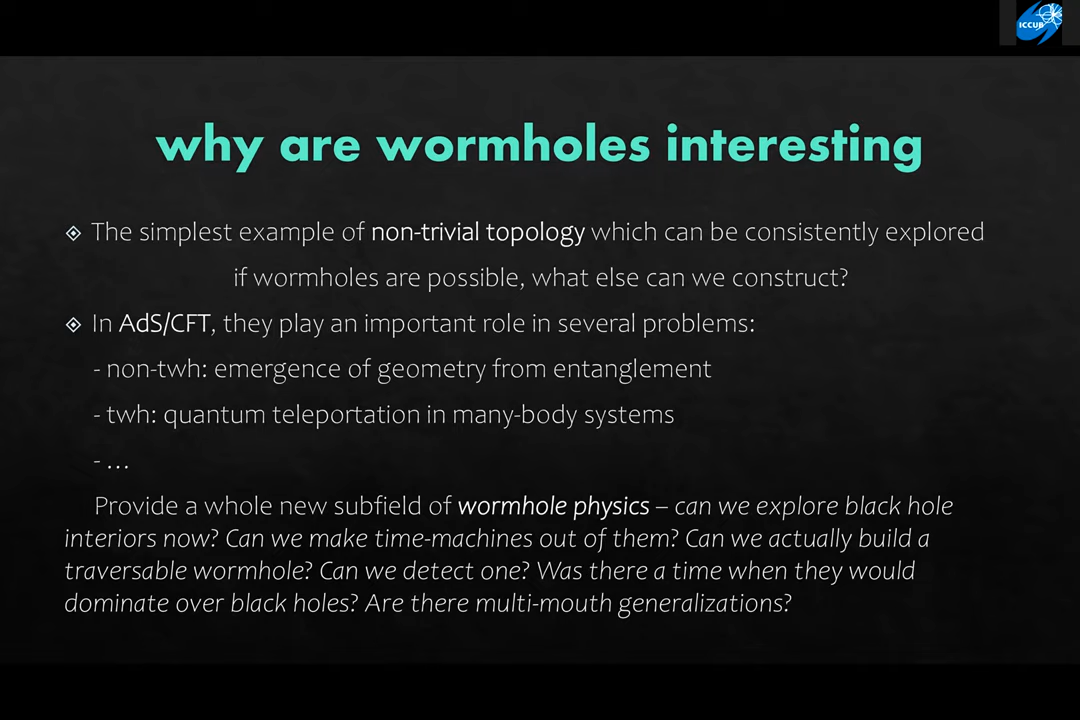 ICCUB
why are wormholes interesting
The simplest example of non-trivial topology which can be consistently explored
if wormholes are possible, what else can we construct?
In AdS/CFT, they play an important role in several problems:
- non-twh: emergence of geometry from entanglement
- twh: quantum teleportation in many-body systems
- …
Provide a whole new subfield of wormhole physics – can we explore black hole
interiors now? Can we make time-machines out of them? Can we actually build a
traversable wormhole? Can we detect one? Was there a time when they would
dominate over black holes? Are there multi-mouth generalizations?